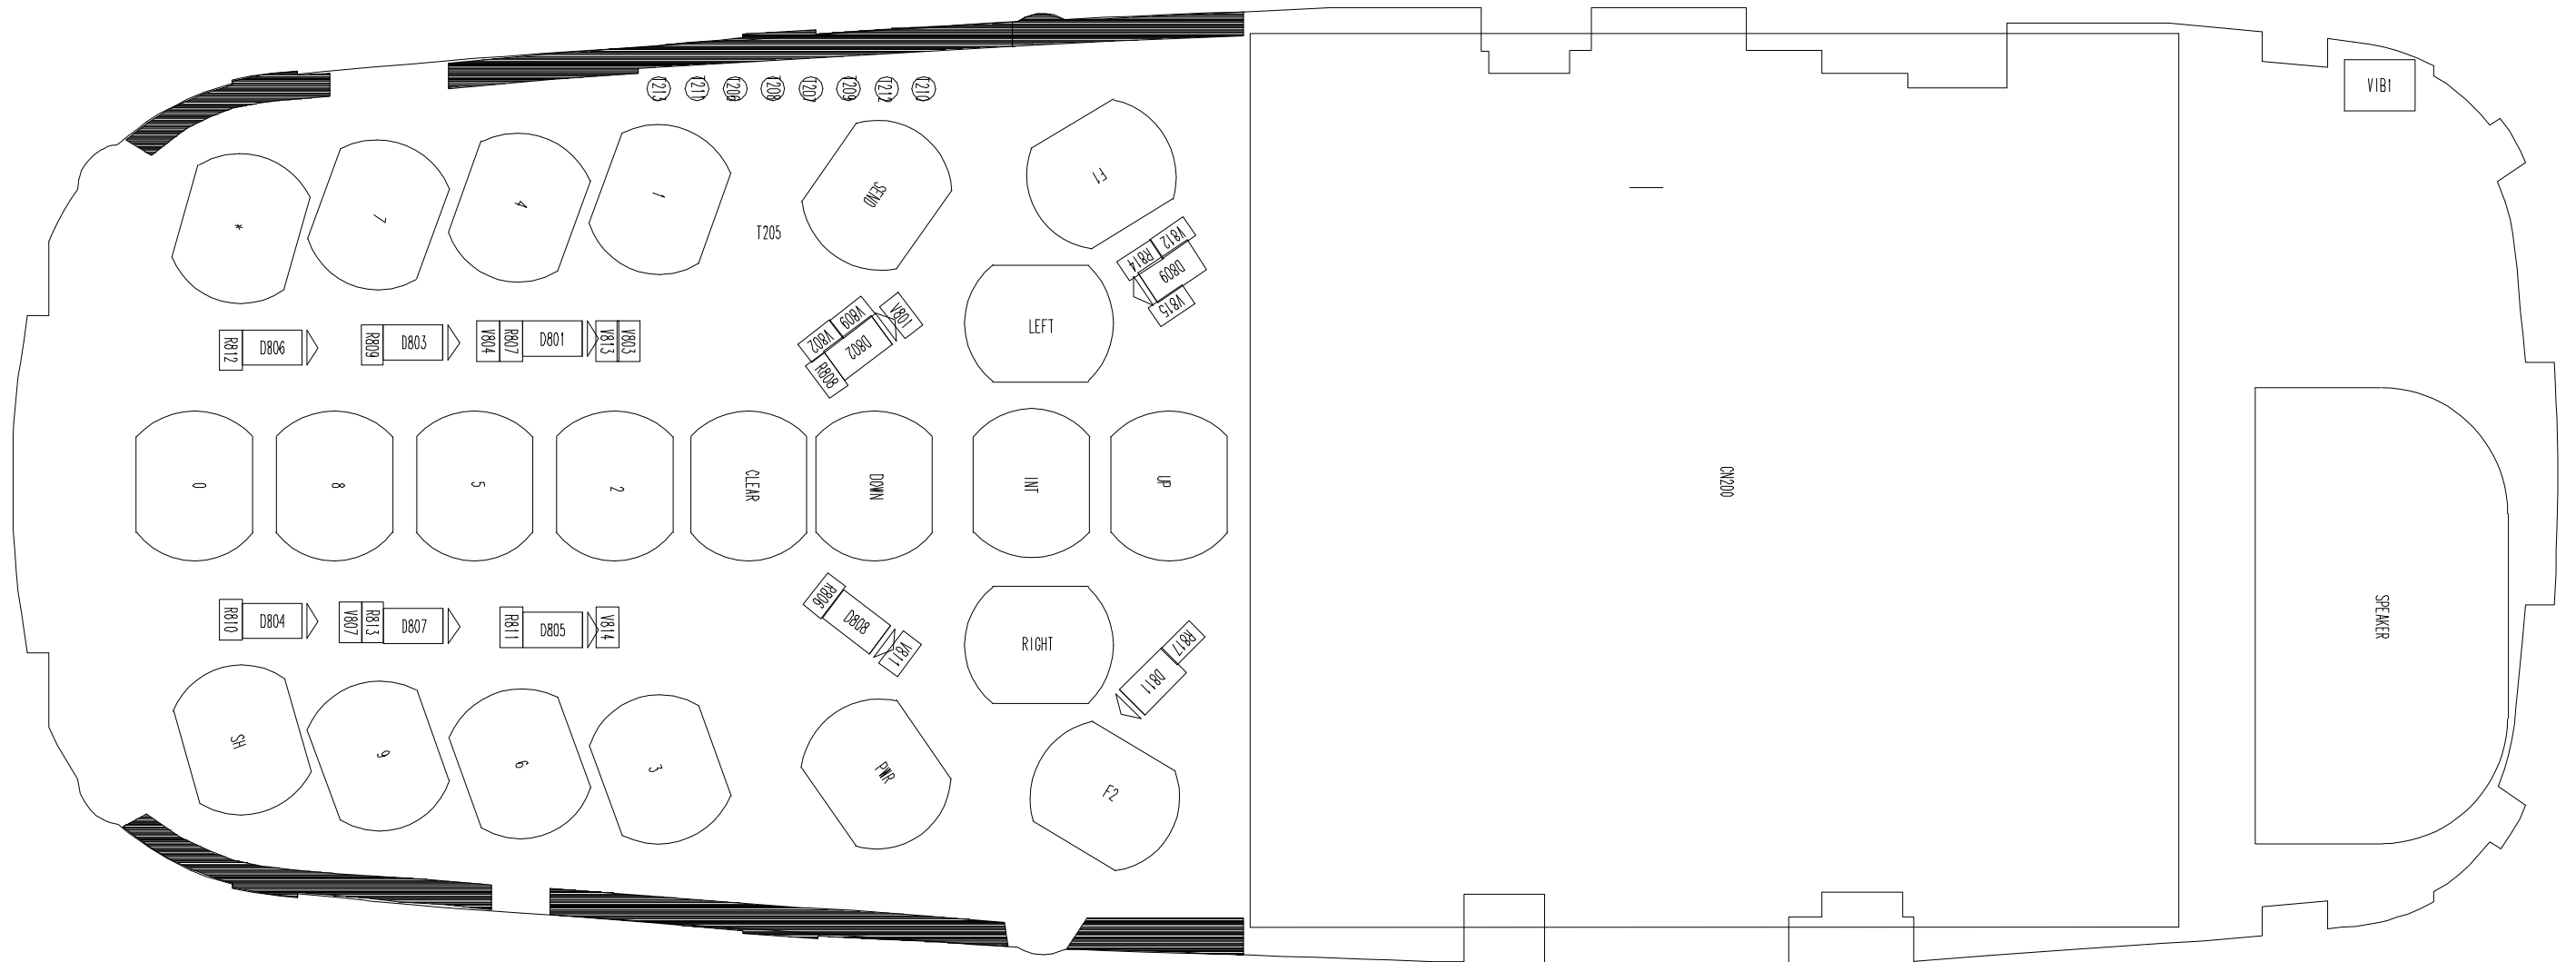 T213
T211
T206
T208
T207
T209
T212
T210
VIB1
*
7
4
1
SEND
F1
T205
V812
R814
D809
V815
LEFT
R812
D806
R809
D803
V804
R807
D801
V813
V803
V802
V809
V801
D802
R808
0
8
5
2
CLEAR
DOWN
INT
UP
CN200
SPEAKER
R810
D804
V807
R813
D807
R811
D805
V814
R806
D808
V811
RIGHT
R817
D811
SH
9
6
3
PWR
F2